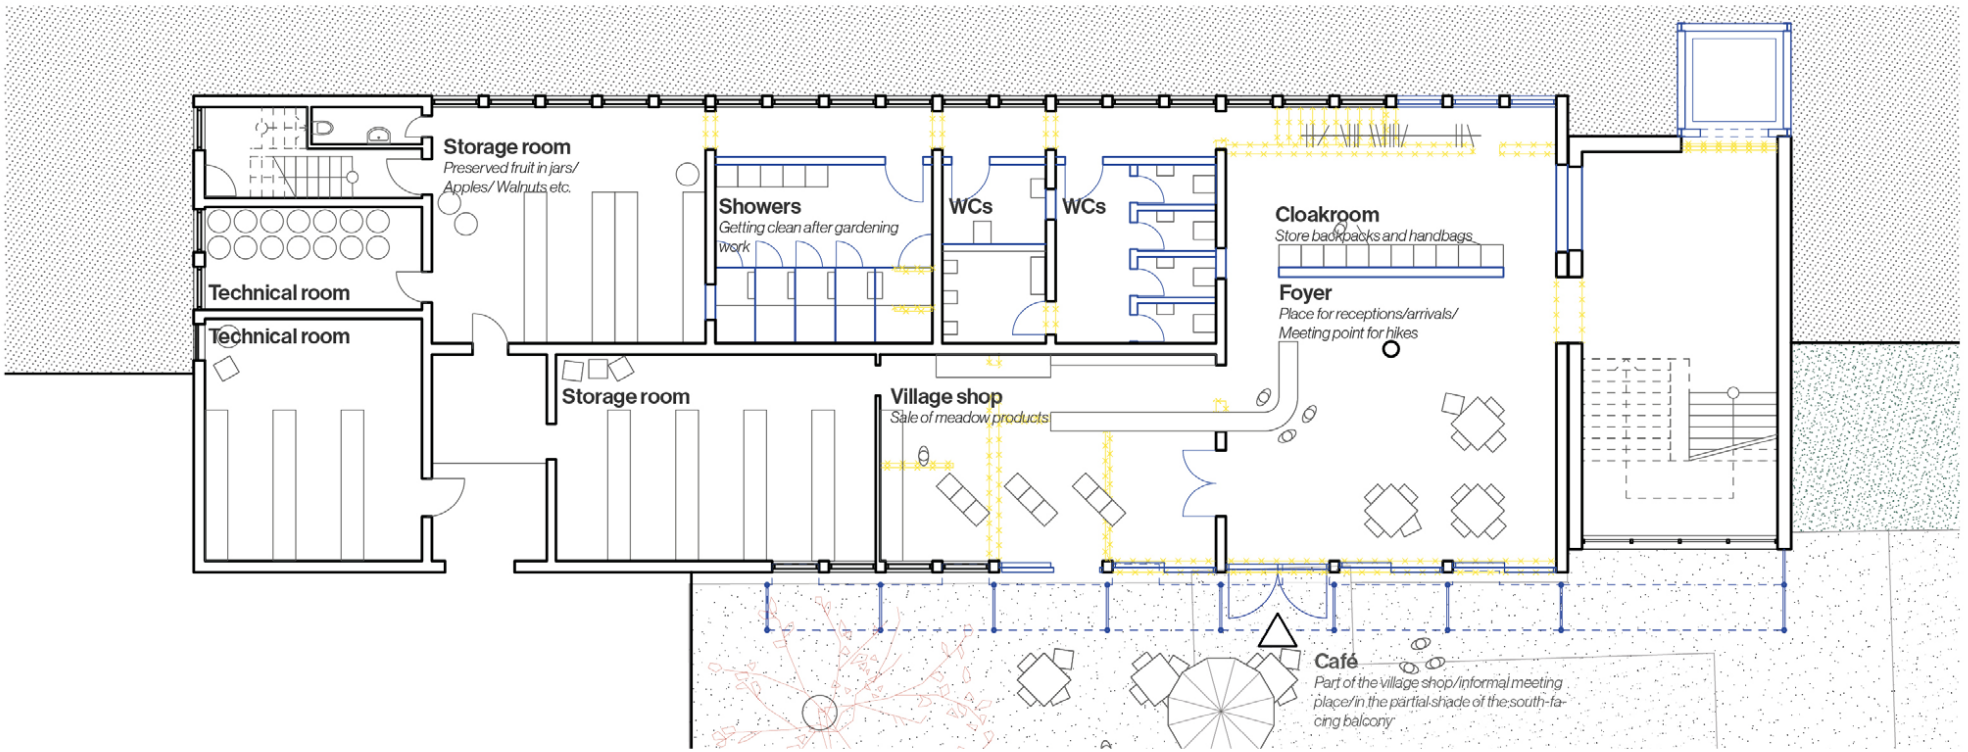 Storage room
Preserved fruit in jars/
Apples/ Walnuts etc.
Showers
Getting clean after gardening
work
WCs
WCs
Cloakroom
Store backpacks and handbags
Technical room
Foyer
Place for receptions/arrivals/
Meeting point for hikes
Technical room
Storage room
Village shop
Sale of meadow products
Café
Part of the village shop/informal meeting
place/in the partial shade of the south-fa-
cing balcony